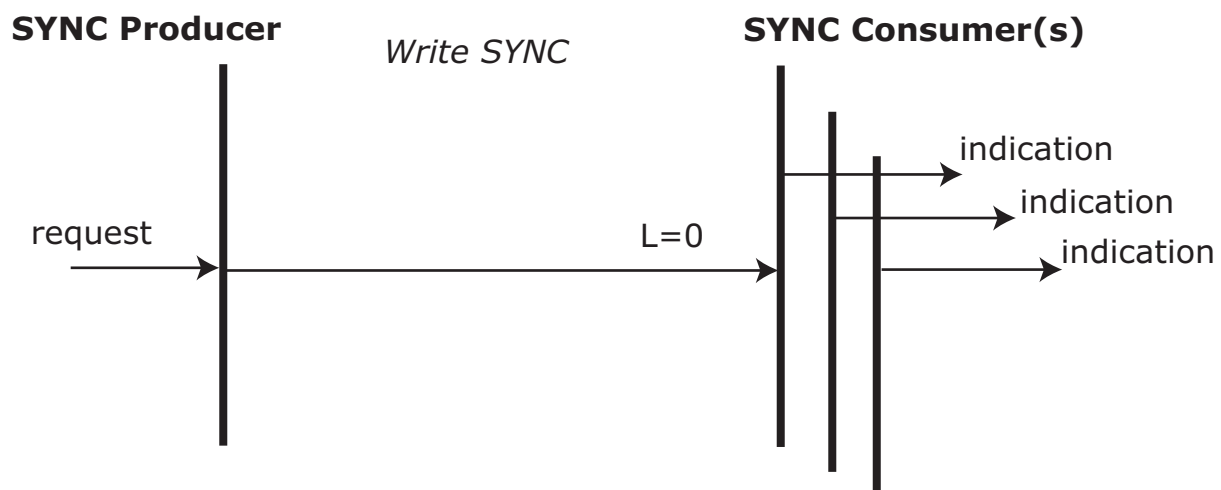 SYNC Producer
Write SYNC
SYNC Consumer(s)
indication
indication
request
L=0
indication